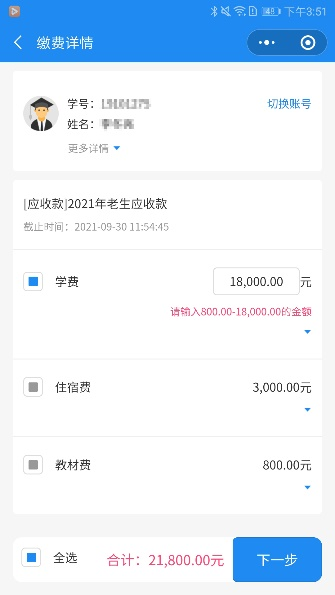 下午3:51
缴费详情
学号：
切换账号
姓名：
更多详情
[应收款]2021年老生应收款
截止时间：2021-09-30 11:54:45
学费 18,000.00元
请输入800.00-18,000.00的金额
住宿费 3,000.00元
教材费 800.00元
全选 合计：21,800.00元 下一步